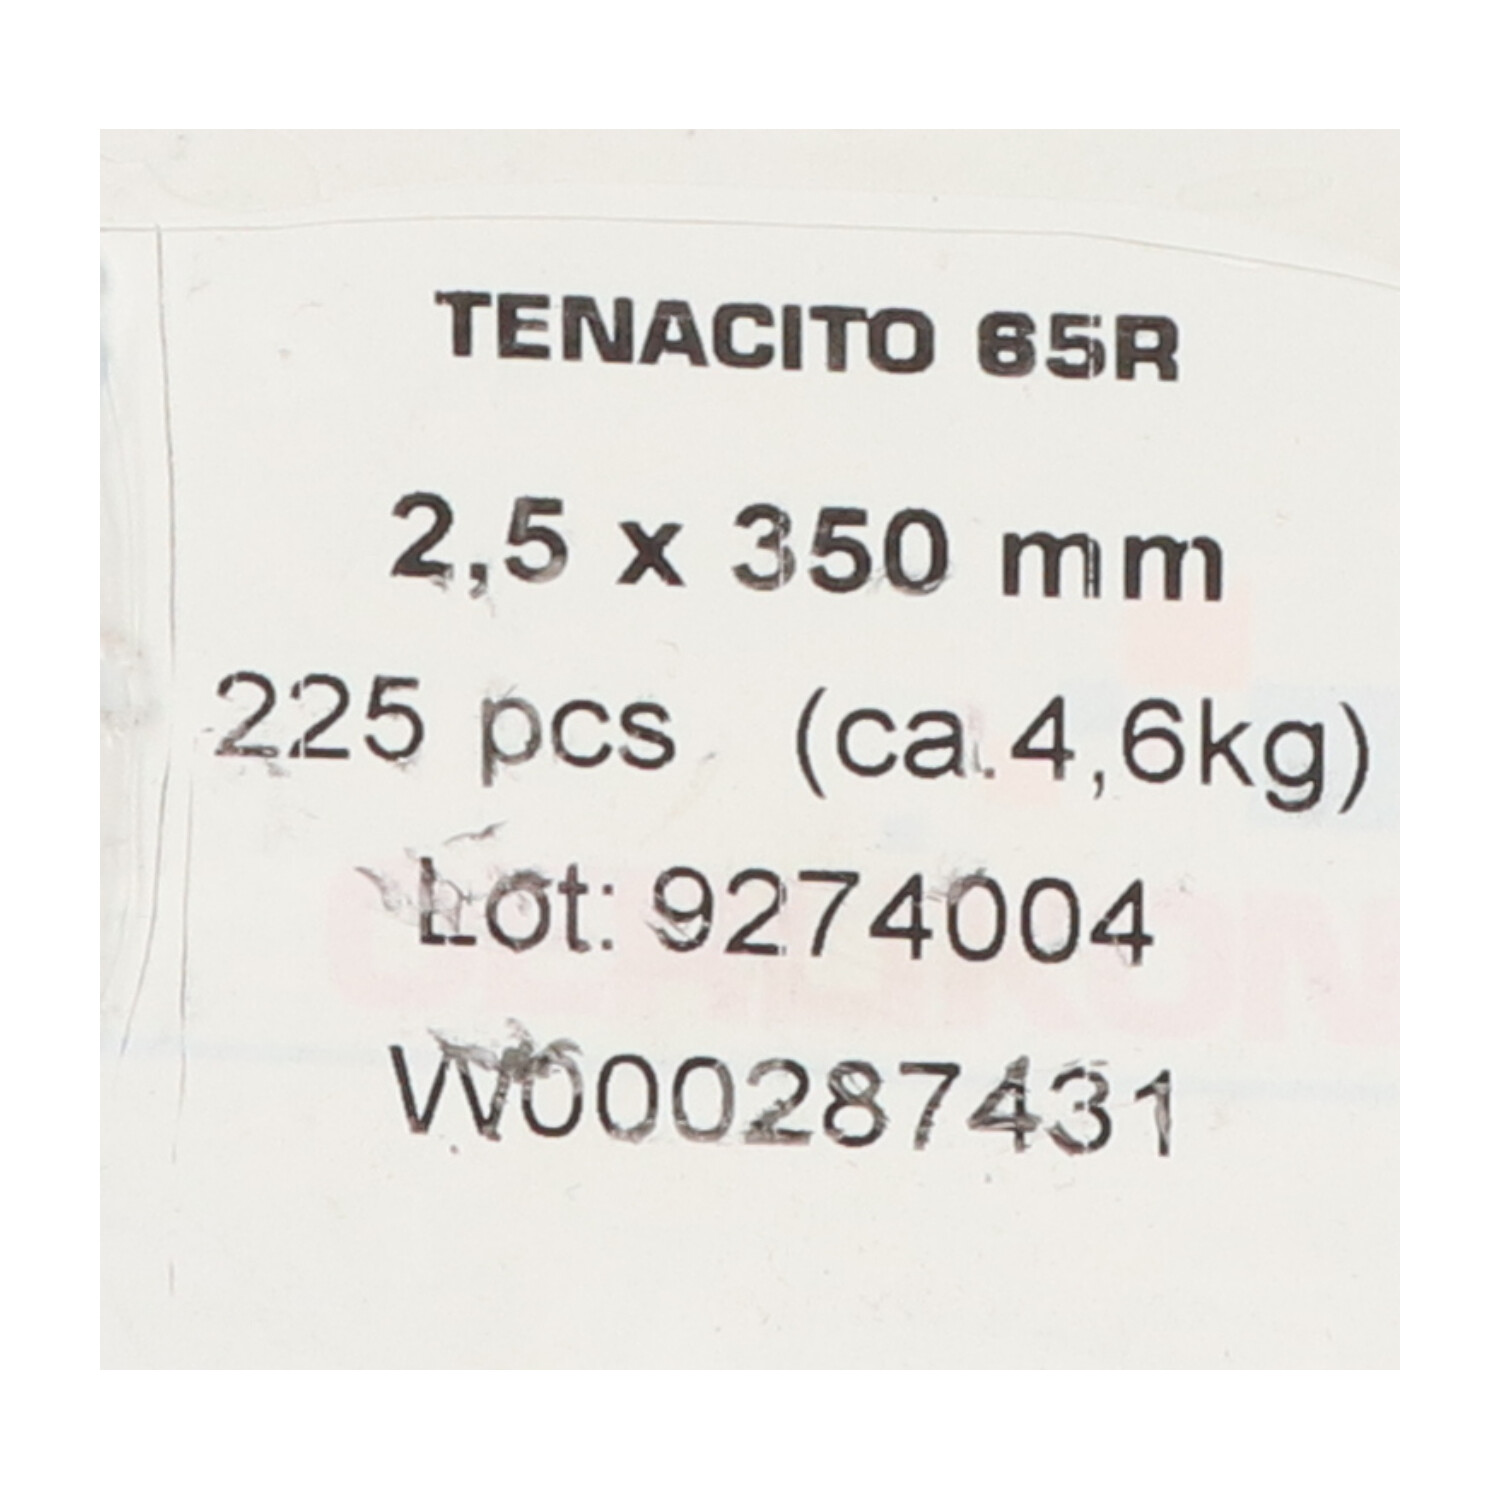 TENACITO 65R
2,5 x 350 mm
225 pcs (ca.4,6kg)
Lot: 9274004
W000287431